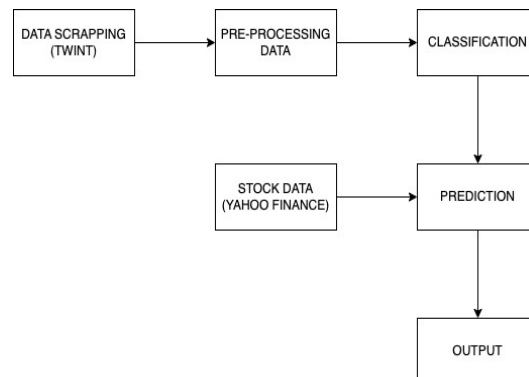 DATA SCRAPPING
(TWINT)
PRE-PROCESSING
DATA
CLASSIFICATION
STOCK DATA
(YAHOO FINANCE)
PREDICTION
OUTPUT